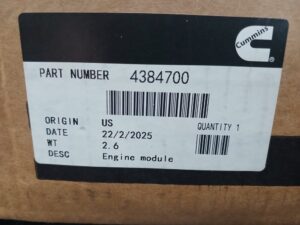 Cummins
PART NUMBER 4384700
ORIGIN US
DATE 22/2/2025 QUANTITY 1
WT 2.6
DESC Engine module